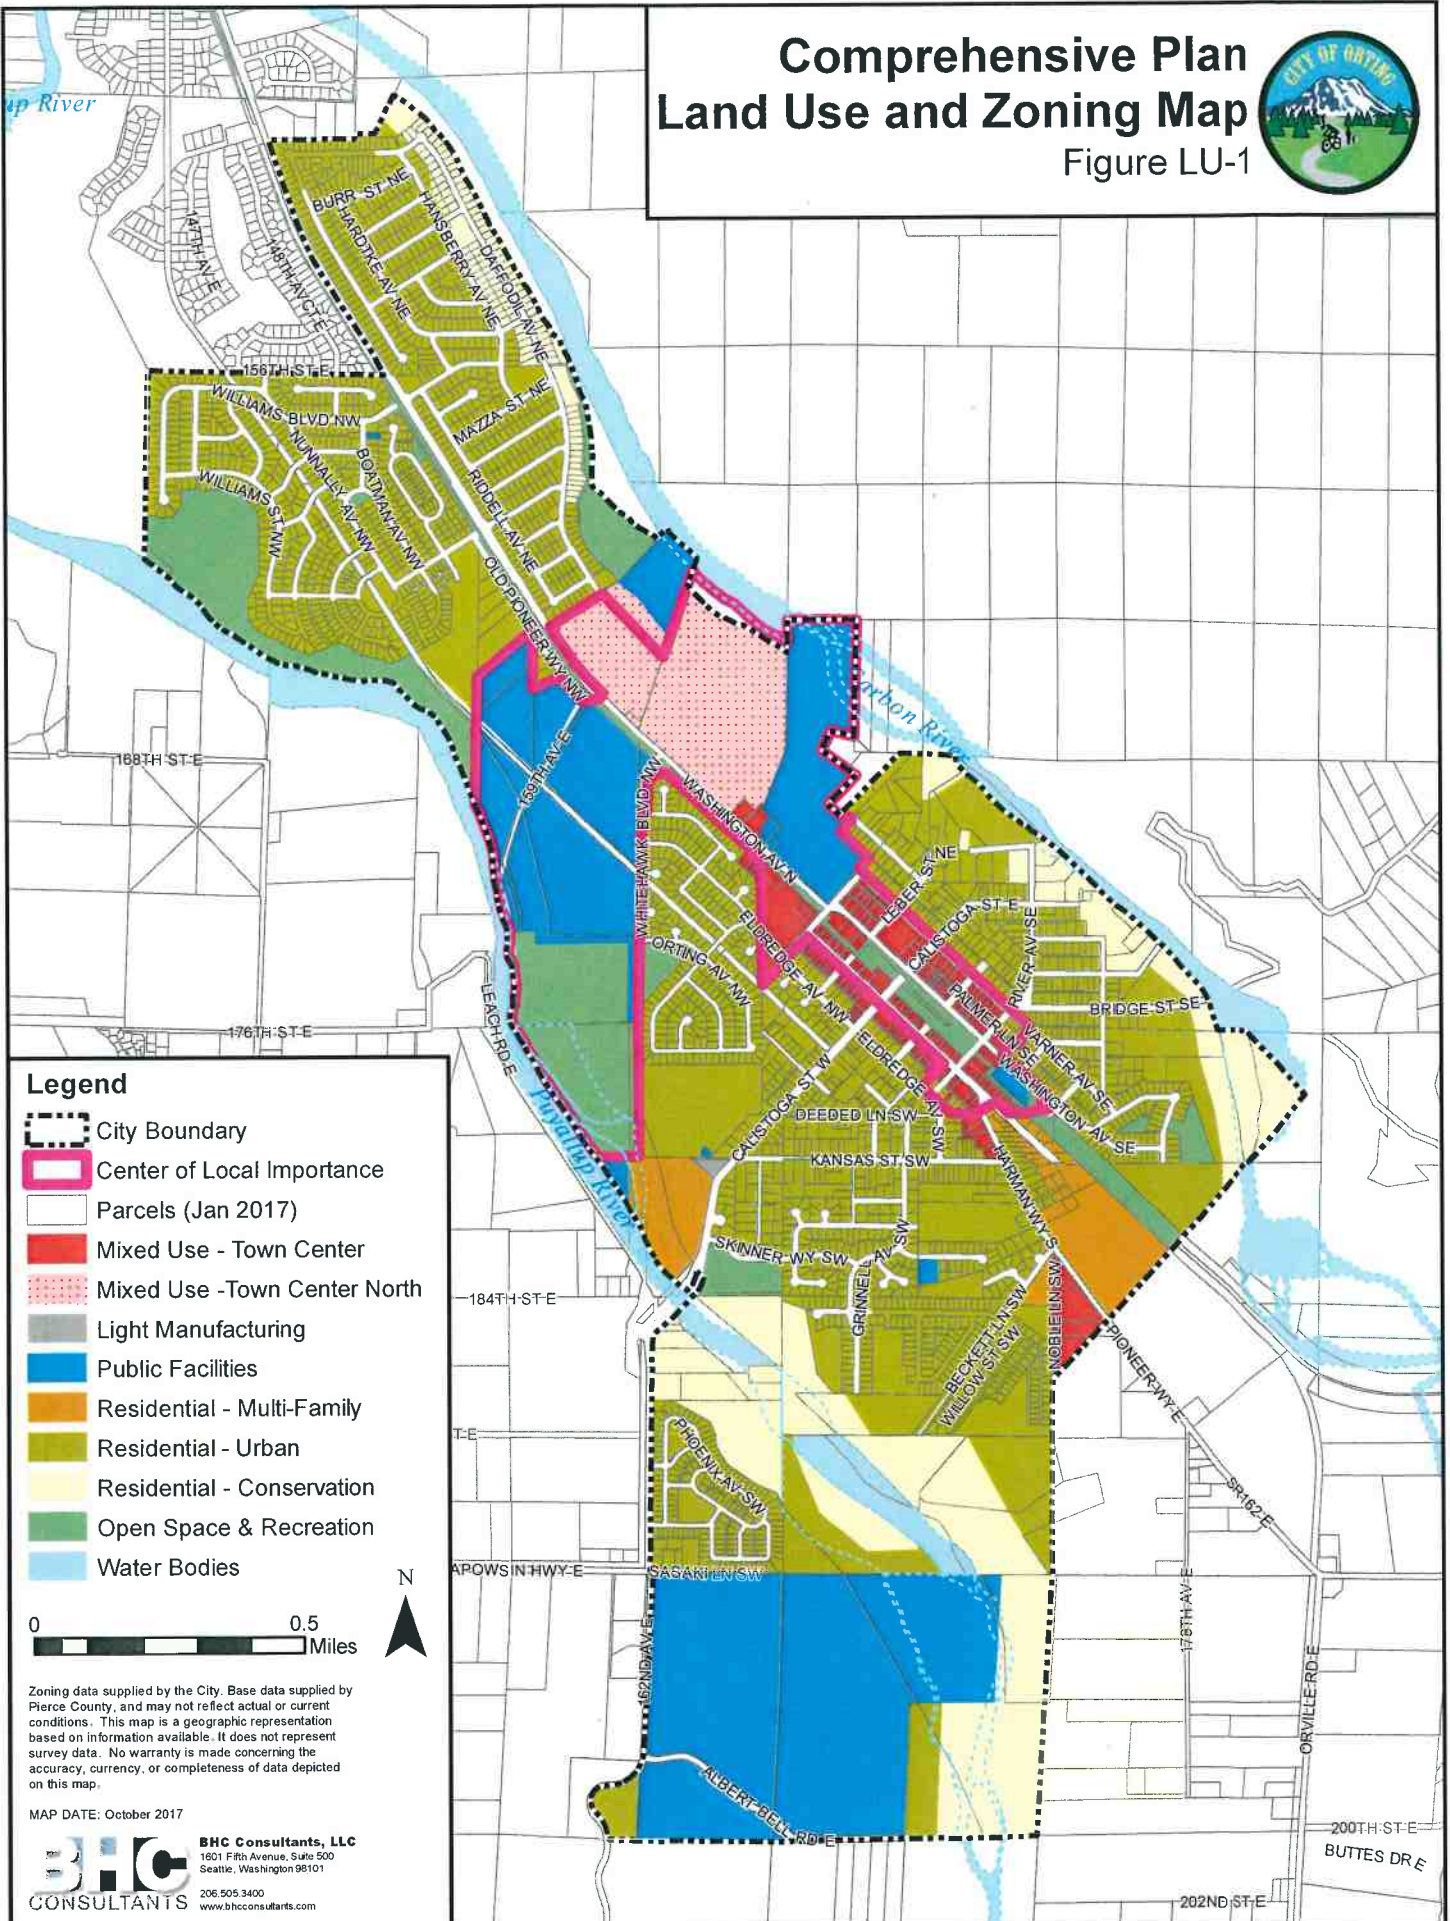 Comprehensive Plan
Land Use and Zoning Map
Figure LU-1
CITY OF ORTING
up River
BURR ST NE
HARDTKE AV NE
HANSBERRY AV NE
DAFFODIL AV NE
147TH AV E
148TH AVCT E
156TH ST E
WILLIAMS BLVD NW
NUNNALLY AV NW
BOATMAN AV NW
WILLIAMS ST NW
MAZZA ST NE
RIDDELL AV NE
OLD PIONEER WY NW
168TH ST E
159TH AV E
WHITEHAWK BLVD NW
WASHINGTON AV N
arbon River
LEBER ST NE
CALISTOGA ST E
RIVER AV SE
ELDREDGE AV NW
ORTING AV NW
PALMER LN SE
BRIDGE ST SE
VARNER AV SE
WASHINGTON AV SE
LEACH RD E
176TH ST E
ELDREDGE AV SW
CALISTOGA ST W
DEEDED LN SW
KANSAS ST SW
HARMAN WY S
Puyallup River
SKINNER WY SW
AV SW
GRINNELL
184TH ST E
BECKETT LN SW
WILLOW ST SW
NOBLE LN SW
PIONEER WY E
T E
PHOENIX AV SW
SR162 E
APOWSIN HWY E
SASAKI LN SW
162ND AV E
178TH AV E
ORVILLE RD E
ALBERT BELL RD E
200TH ST E
BUTTES DR E
202ND ST E
Legend
City Boundary
Center of Local Importance
Parcels (Jan 2017)
Mixed Use - Town Center
Mixed Use -Town Center North
Light Manufacturing
Public Facilities
Residential - Multi-Family
Residential - Urban
Residential - Conservation
Open Space & Recreation
Water Bodies
N
0 0.5
Miles
Zoning data supplied by the City. Base data supplied by
Pierce County, and may not reflect actual or current
conditions. This map is a geographic representation
based on information available. It does not represent
survey data. No warranty is made concerning the
accuracy, currency, or completeness of data depicted
on this map.
MAP DATE: October 2017
BHC
CONSULTANTS
BHC Consultants, LLC
1601 Fifth Avenue, Suite 500
Seattle, Washington 98101
206.505.3400
www.bhcconsultants.com